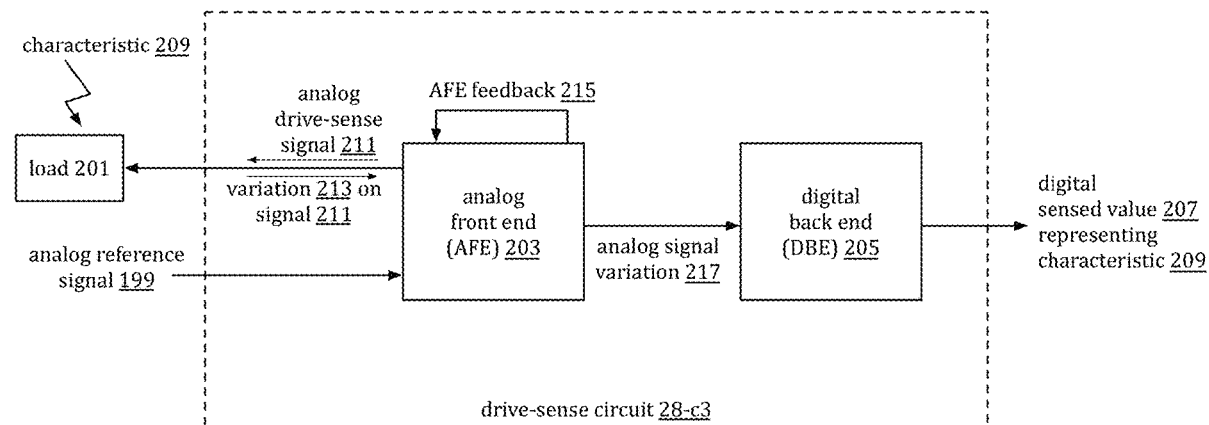 characteristic 209
load 201
analog reference
signal 199
analog
drive-sense
signal 211
variation 213 on
signal 211
AFE feedback 215
analog
front end
(AFE) 203
analog signal
variation 217
digital
back end
(DBE) 205
digital
sensed value 207
representing
characteristic 209
drive-sense circuit 28-c3